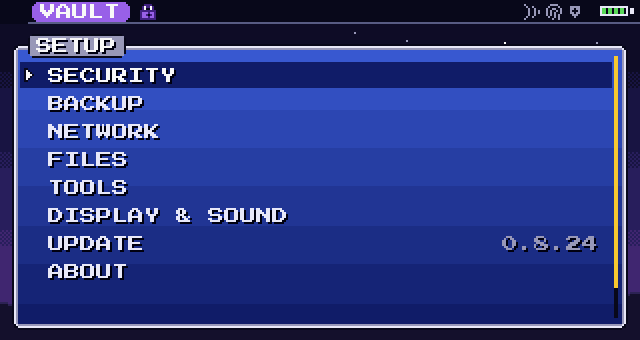 VAULT
SETUP
SECURITY
BACKUP
NETWORK
FILES
TOOLS
DISPLAY & SOUND
UPDATE 0.8.24
ABOUT